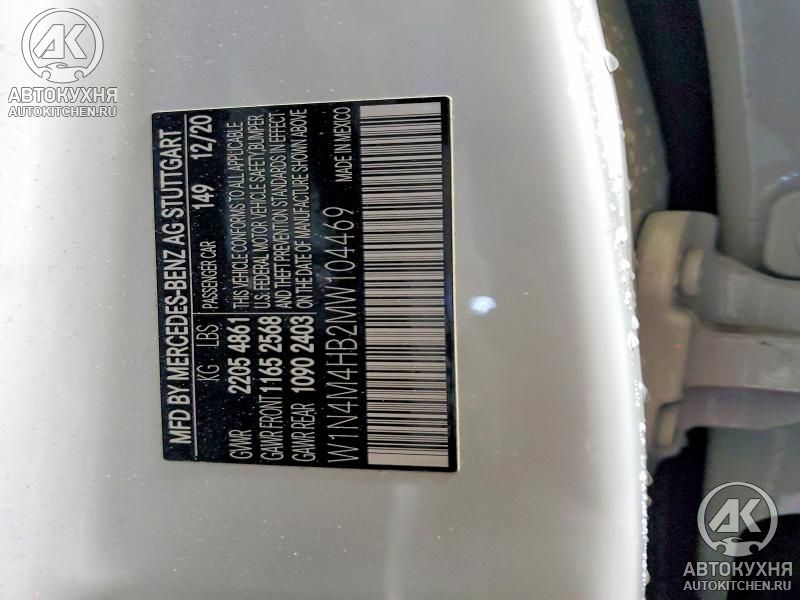 АК
АВТОКУХНЯ
AUTOKITCHEN.RU
MFD BY MERCEDES-BENZ AG STUTTGART
KG LBS PASSENGER CAR 149 12/20
GVWR 2205 4861
GAWR FRONT 1165 2568
GAWR REAR 1090 2403
THIS VEHICLE CONFORMS TO ALL APPLICABLE
U.S. FEDERAL MOTOR VEHICLE SAFETY, BUMPER,
AND THEFT PREVENTION STANDARDS IN EFFECT
ON THE DATE OF MANUFACTURE SHOWN ABOVE
W1N4M4HB2MW104469
MADE IN MEXICO
АК
АВТОКУХНЯ
AUTOKITCHEN.RU